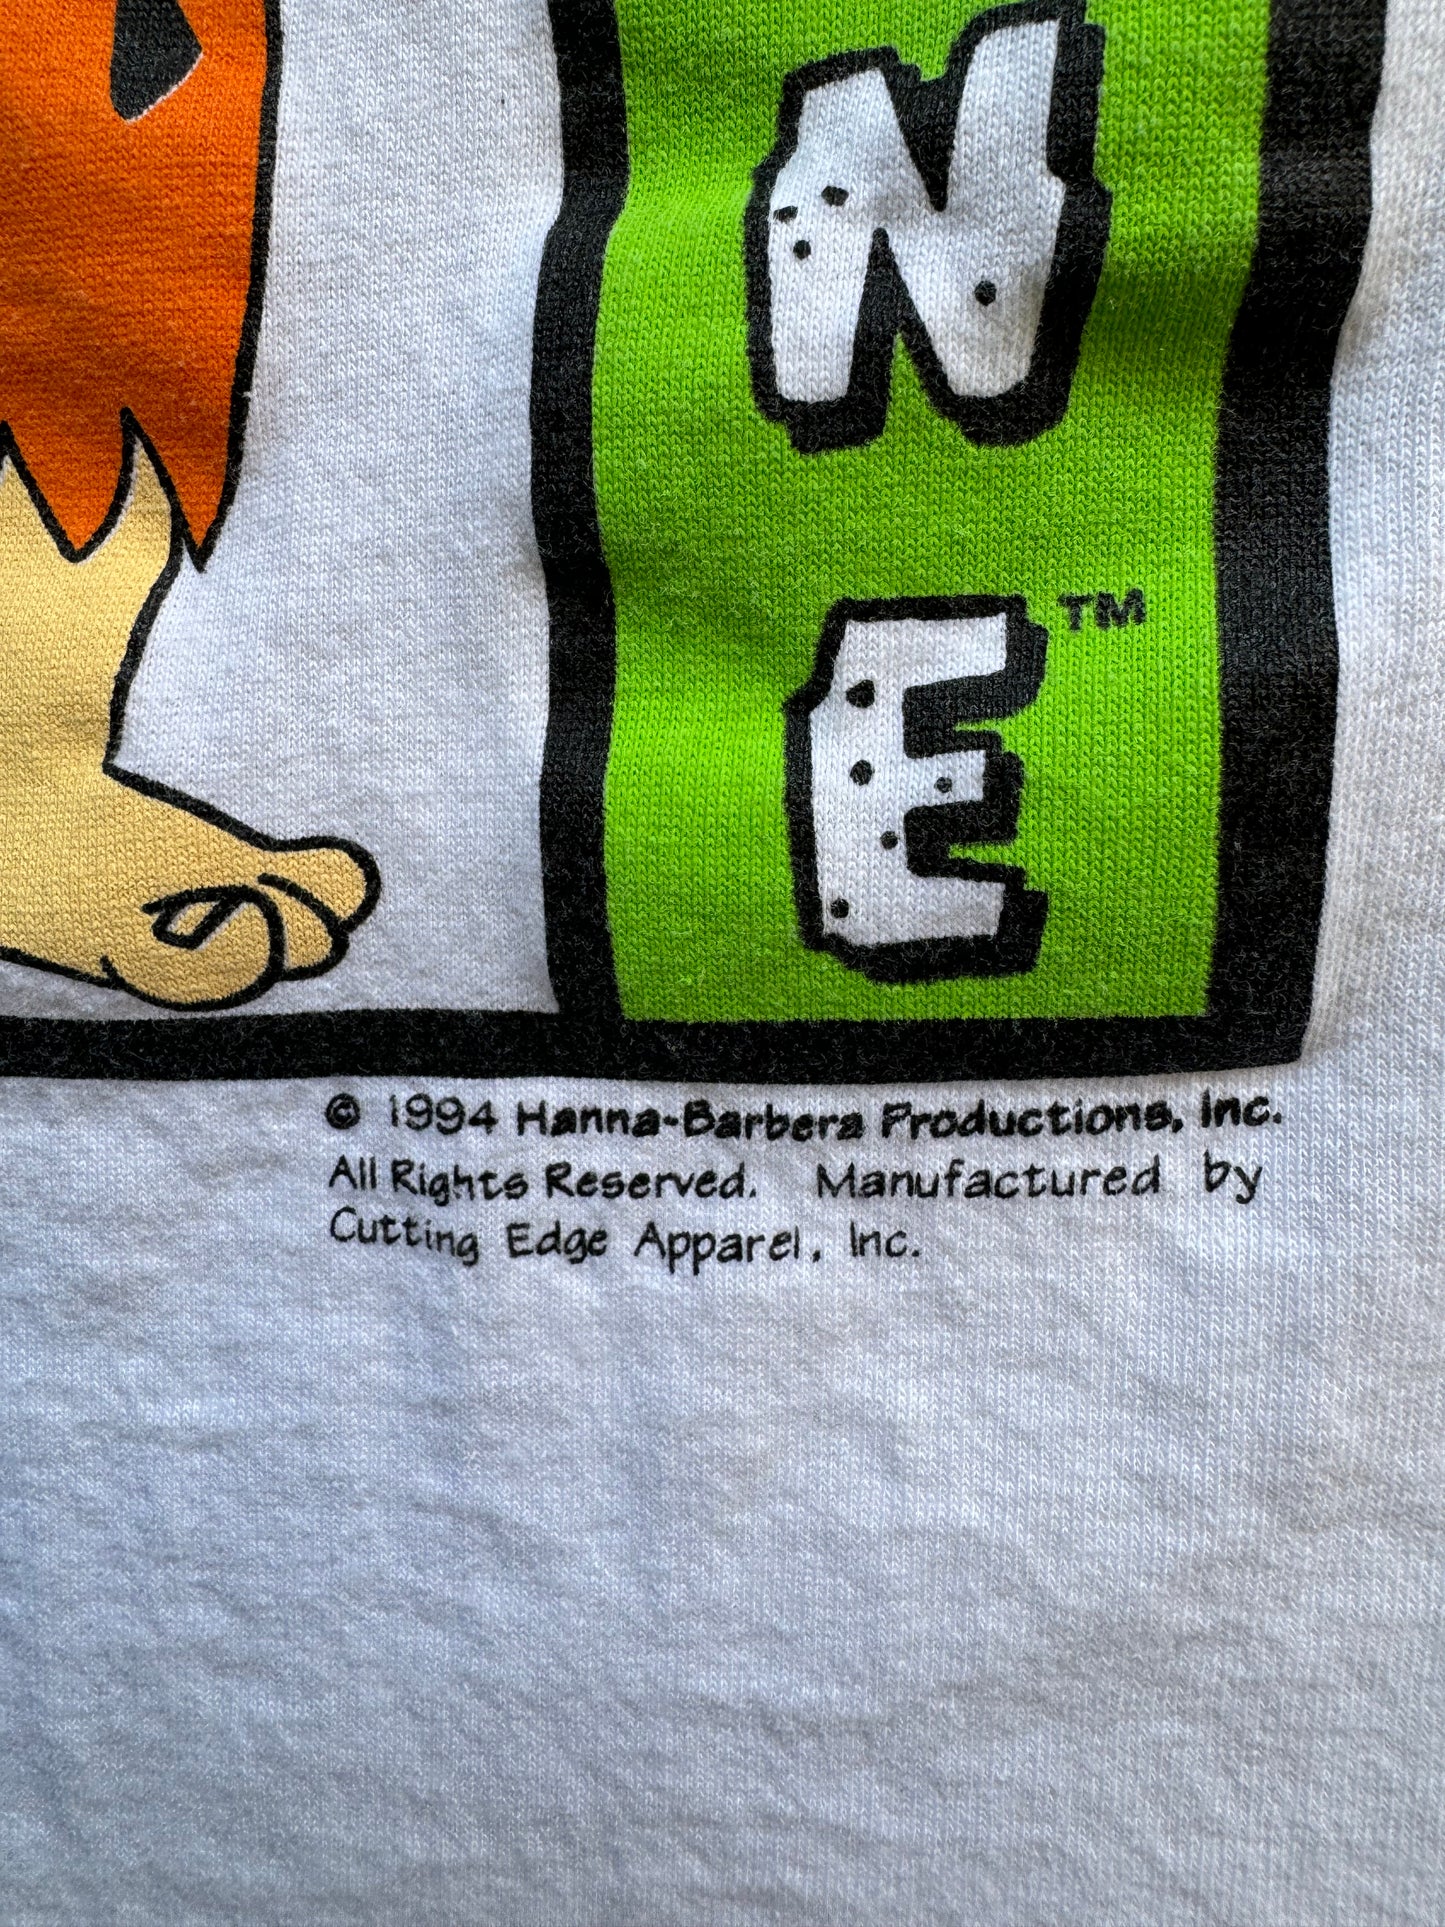 N
E™
© 1994 Hanna-Barbera Productions, Inc.
All Rights Reserved. Manufactured by
Cutting Edge Apparel, Inc.